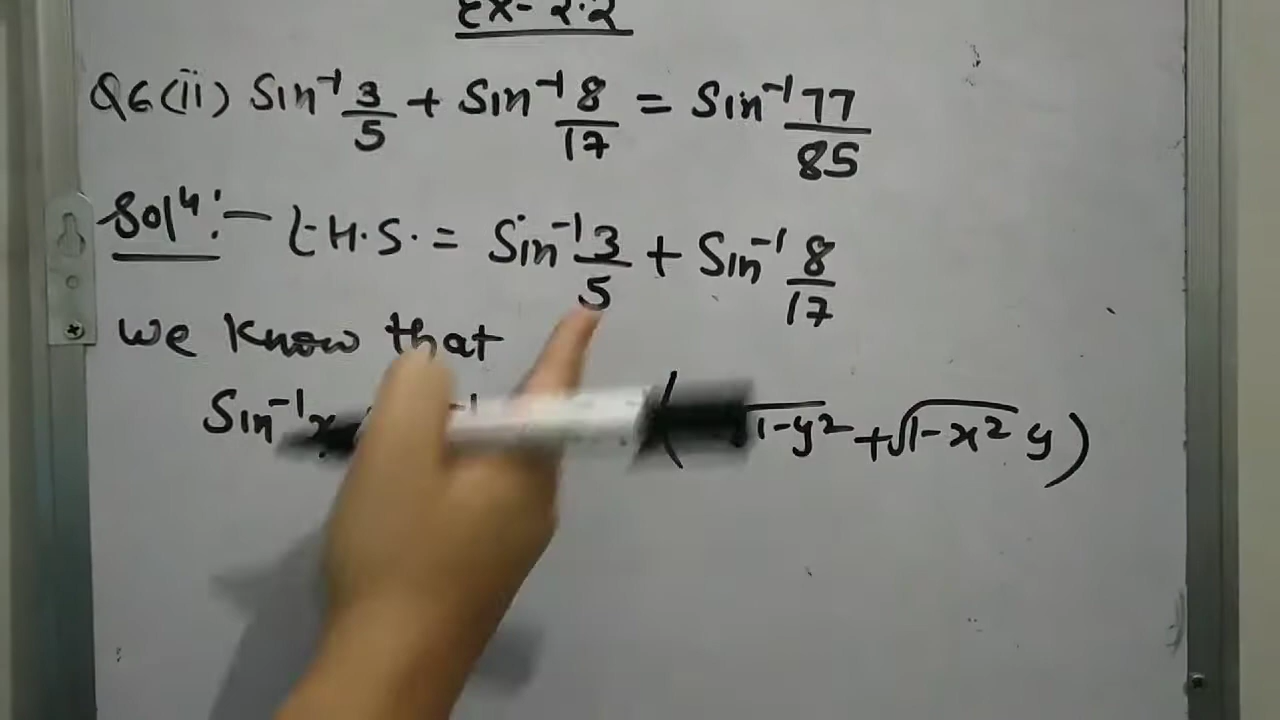 Ex- 2.2
Q6(ii) Sin⁻¹ 3/5 + Sin⁻¹ 8/17 = Sin⁻¹ 77/85
Solⁿ:- L.H.S. = Sin⁻¹ 3/5 + Sin⁻¹ 8/17
we know that
Sin⁻¹x ( √1-y² + √1-x² y)